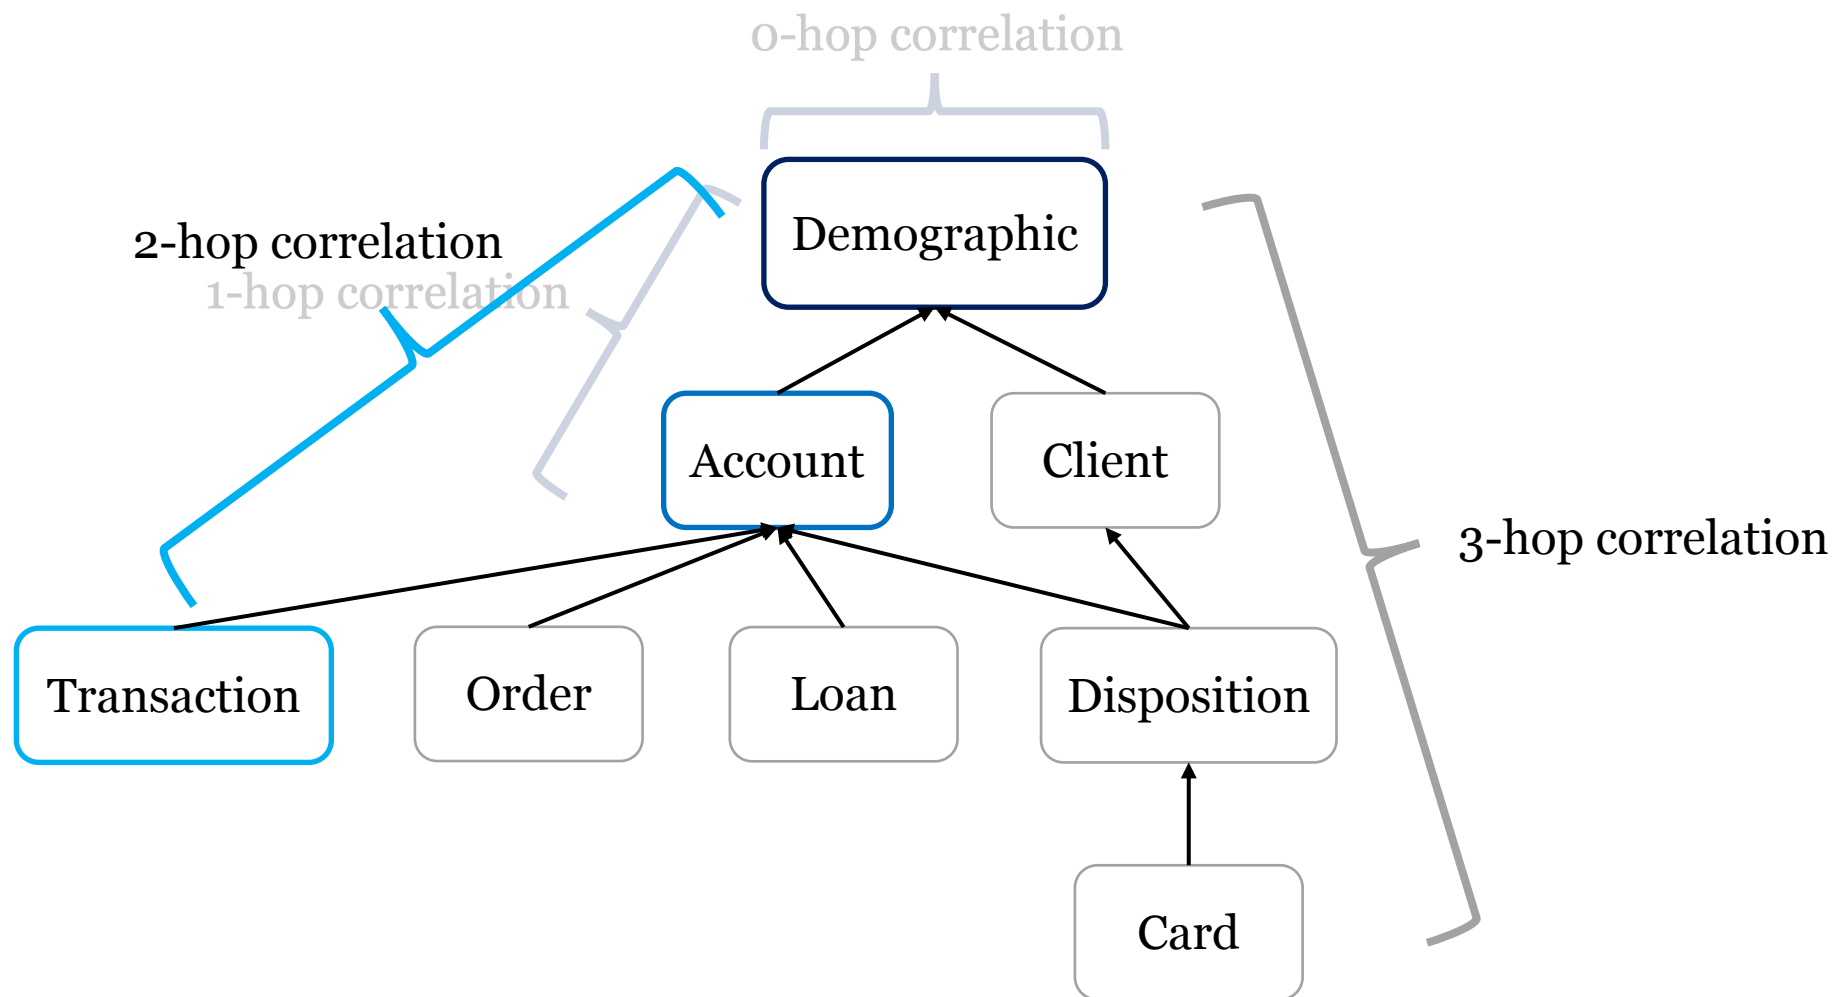 0-hop correlation
Demographic
2-hop correlation
1-hop correlation
Account
Client
3-hop correlation
Transaction
Order
Loan
Disposition
Card